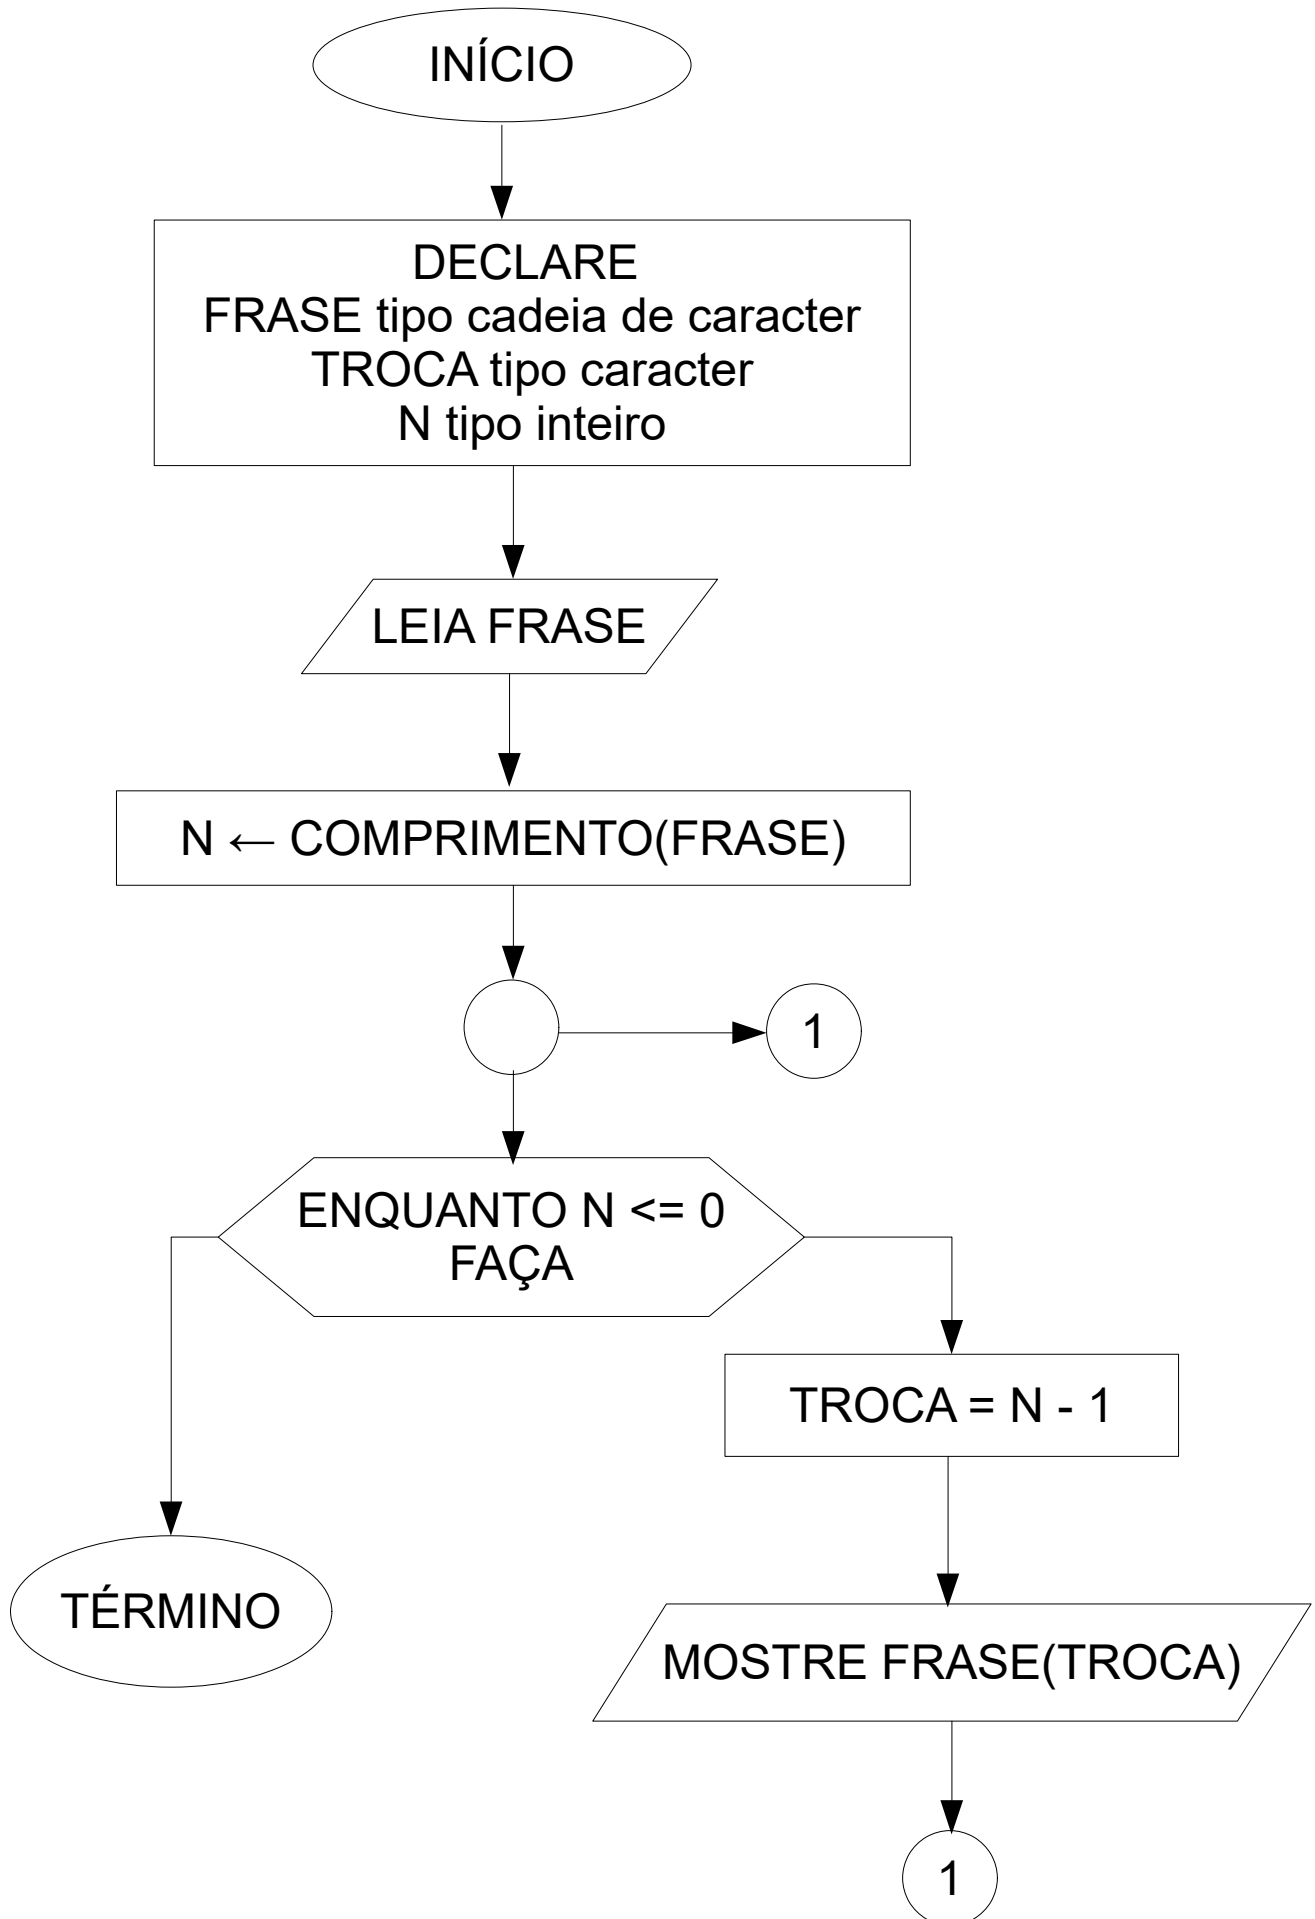 INÍCIO
DECLARE
FRASE tipo cadeia de caracter
TROCA tipo caracter
N tipo inteiro
LEIA FRASE
N ← COMPRIMENTO(FRASE)
1
ENQUANTO N <= 0
FAÇA
TROCA = N - 1
TÉRMINO
MOSTRE FRASE(TROCA)
1